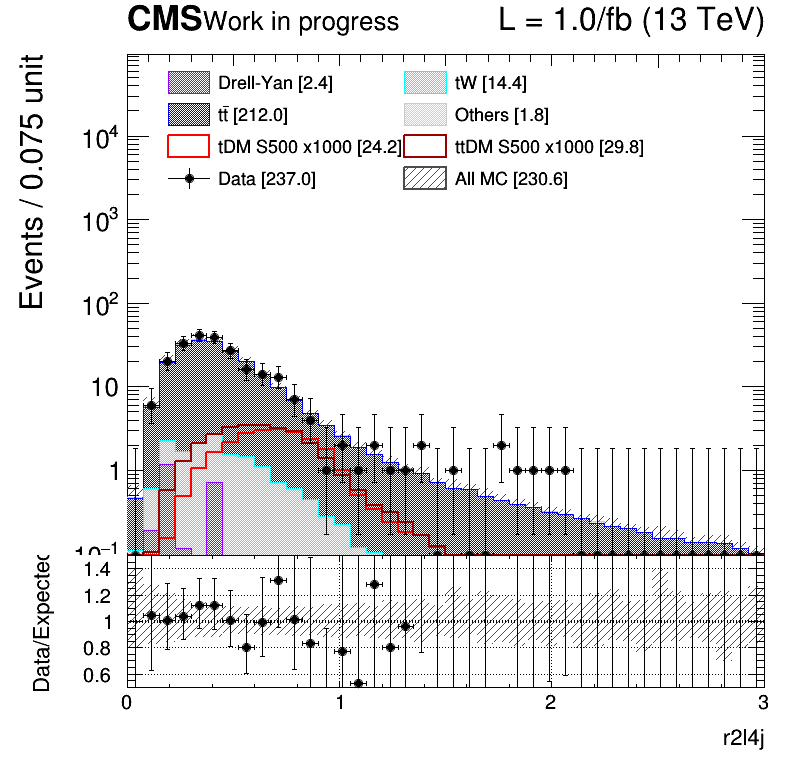 CMS Work in progress L = 1.0/fb (13 TeV)
Events / 0.075 unit
Drell-Yan [2.4] tW [14.4]
tt̄ [212.0] Others [1.8]
tDM S500 x1000 [24.2] ttDM S500 x1000 [29.8]
Data [237.0] All MC [230.6]
10⁴
10³
10²
10
1
10⁻¹
Data/Expected
1.4
1.2
1
0.8
0.6
0 1 2 3
r2l4j